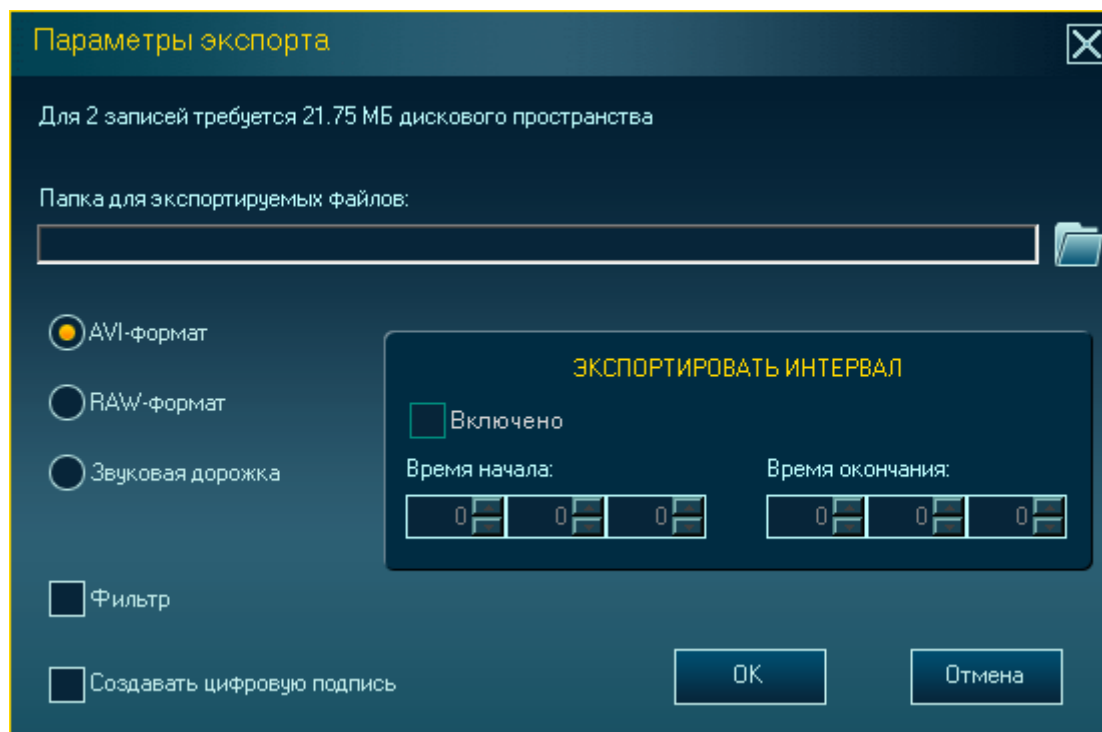 Параметры экспорта
Для 2 записей требуется 21.75 МБ дискового пространства
Папка для экспортируемых файлов:
AVI-формат
RAW-формат
Звуковая дорожка
ЭКСПОРТИРОВАТЬ ИНТЕРВАЛ
Включено
Время начала: Время окончания:
0 0 0 0 0 0
Фильтр
Создавать цифровую подпись
OK Отмена